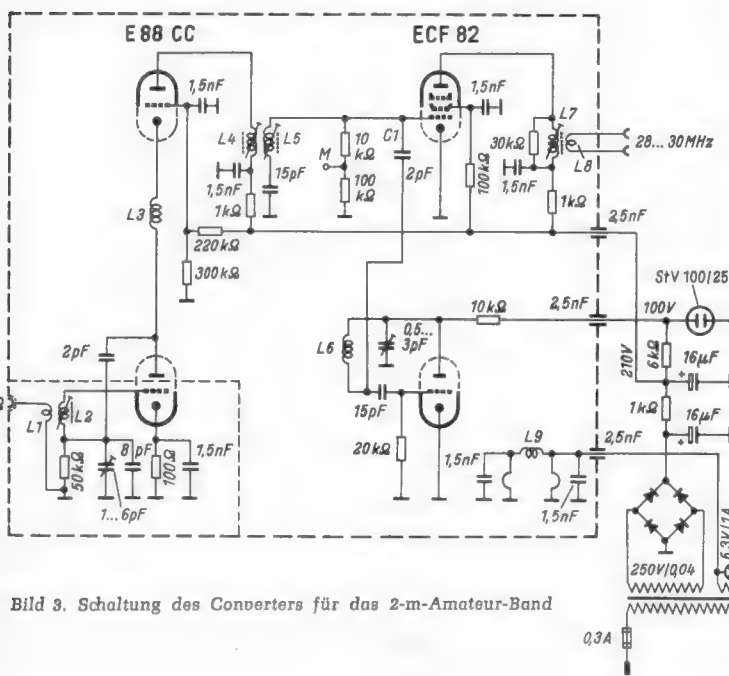 E 88 CC
ECF 82
1,5nF
1,5nF
L7
L4
L5
10 kΩ
C1
30kΩ
L8
28... 30MHz
M
15pF
100 kΩ
2pF
100kΩ
1,5nF
1,5nF
L3
1kΩ
1kΩ
2,5nF
220kΩ
300kΩ
StV 100/25
10kΩ
2,5nF
100V
2pF
L6
0,5... 3pF
210V
6kΩ
16µF
+
15pF
1kΩ
16µF
+
L1
L2
20kΩ
L9
2,5nF
50kΩ
8pF
100Ω
1,5nF
1,5nF
1,5nF
1... 6pF
6,3V/1A
250V/0,04
Bild 3. Schaltung des Converters für das 2-m-Amateur-Band
0,3A